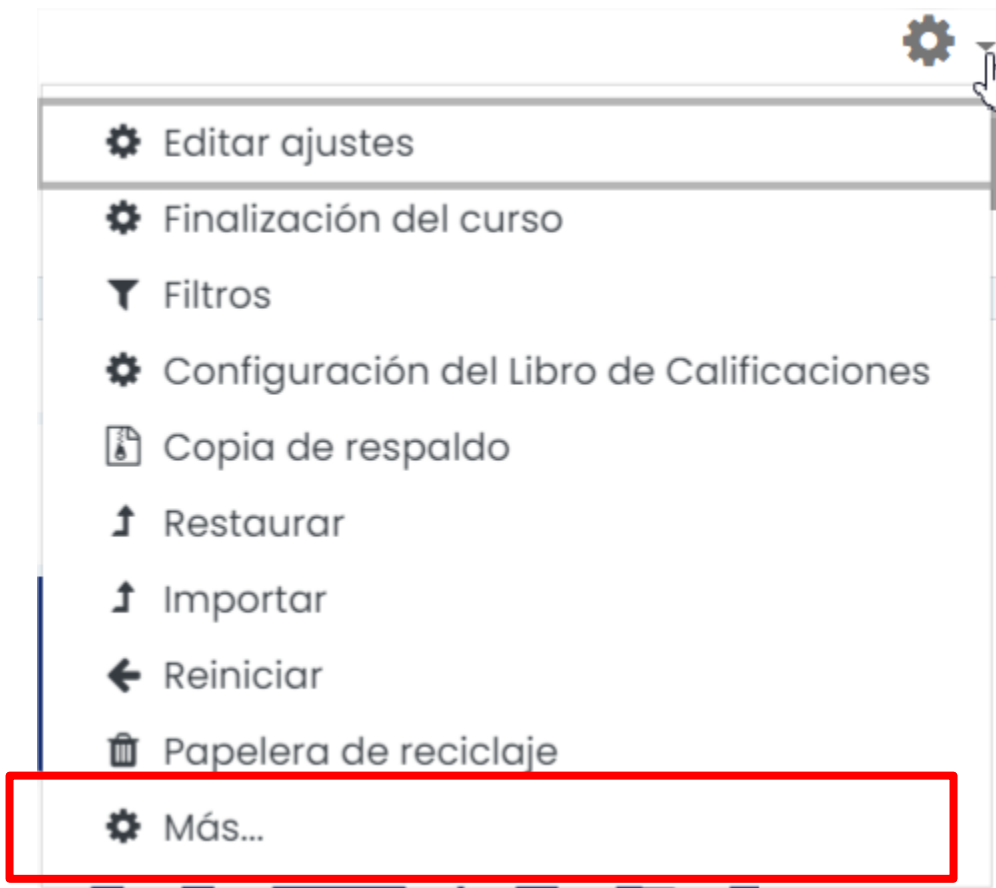 Editar ajustes
Finalización del curso
Filtros
Configuración del Libro de Calificaciones
Copia de respaldo
Restaurar
Importar
Reiniciar
Papelera de reciclaje
Más...